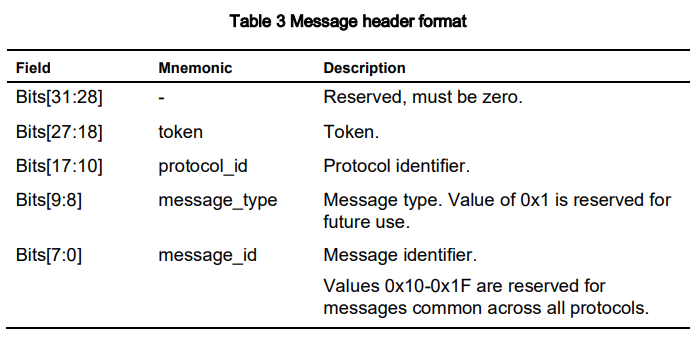 Table 3 Message header format
Field Mnemonic Description
Bits[31:28] - Reserved, must be zero.
Bits[27:18] token Token.
Bits[17:10] protocol_id Protocol identifier.
Bits[9:8] message_type Message type. Value of 0x1 is reserved for
future use.
Bits[7:0] message_id Message identifier.
Values 0x10-0x1F are reserved for
messages common across all protocols.